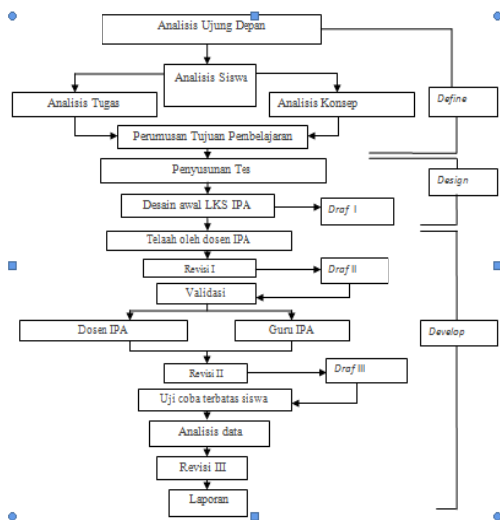 Analisis Ujung Depan
Analisis Siswa
Analisis Tugas
Analisis Konsep
Define
Perumusan Tujuan Pembelajaran
Penyusunan Tes
Design
Desain awal LKS IPA
Draf I
Telaah oleh dosen IPA
Revisi I
Draf II
Validasi
Dosen IPA
Guru IPA
Develop
Revisi II
Draf III
Uji coba terbatas siswa
Analisis data
Revisi III
Laporan